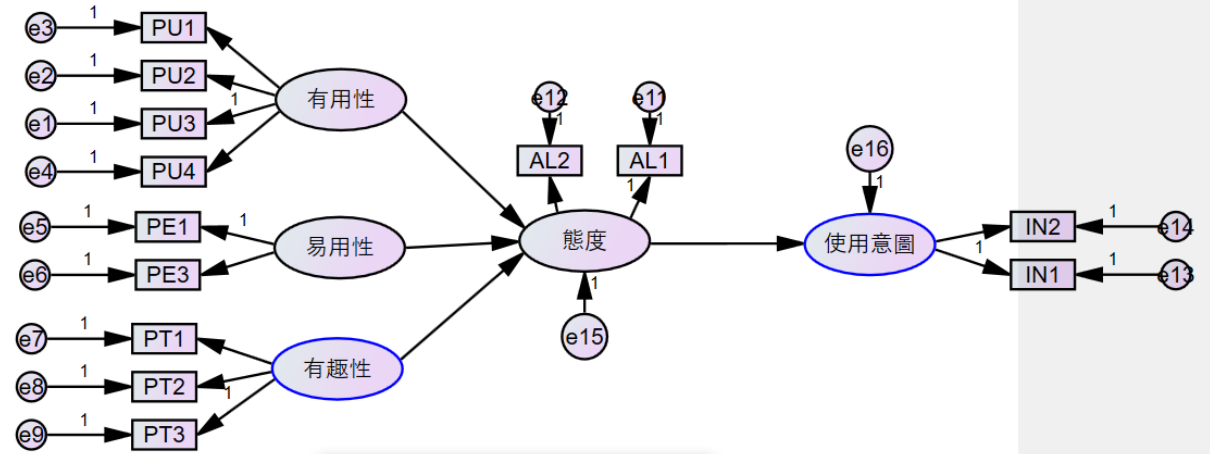 e3 1 PU1
e2 1 PU2
e1 1 PU3 1
e4 1 PU4
有用性
e5 1 PE1 1
e6 1 PE3
易用性
e7 1 PT1
e8 1 PT2 1
e9 1 PT3
有趣性
e12 e11
1 1
AL2 AL1
1
態度
1
e15
e16
1
使用意圖
IN2 1 e14
1 IN1 1 e13